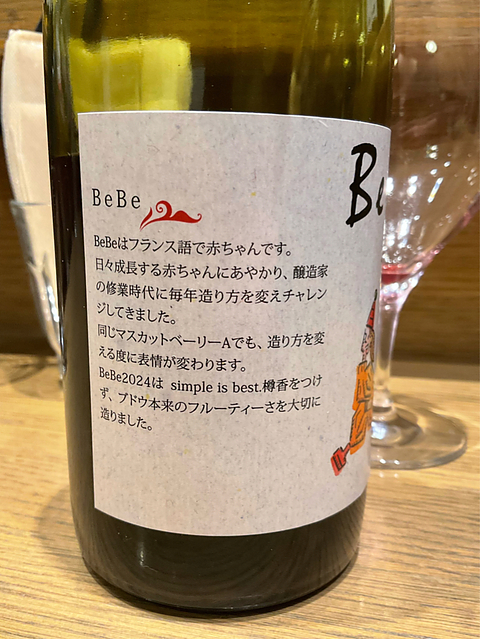 BeBe
BeBeはフランス語で赤ちゃんです。
日々成長する赤ちゃんにあやかり、醸造家
の修業時代に毎年造り方を変えチャレン
ジしてきました。
同じマスカットベーリーAでも、造り方を変
える度に表情が変わります。
BeBe2024は simple is best.樽香をつけ
ず、ブドウ本来のフルーティーさを大切に
造りました。
Be